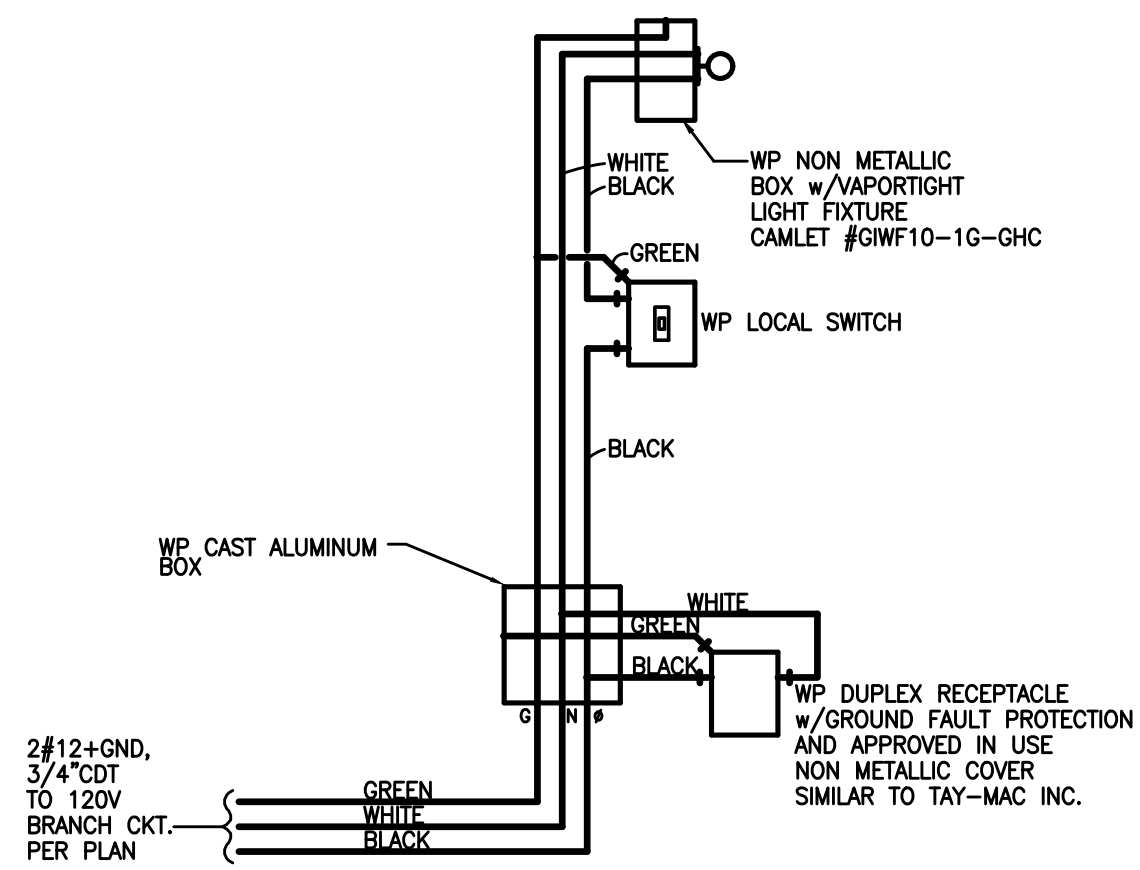 WHITE
BLACK
WP NON METALLIC
BOX w/VAPORTIGHT
LIGHT FIXTURE
CAMLET #GIWF10-1G-GHC
GREEN
WP LOCAL SWITCH
BLACK
WP CAST ALUMINUM
BOX
WHITE
GREEN
BLACK
G N ø
WP DUPLEX RECEPTACLE
w/GROUND FAULT PROTECTION
AND APPROVED IN USE
NON METALLIC COVER
SIMILAR TO TAY-MAC INC.
2#12+GND,
3/4"CDT
TO 120V
BRANCH CKT.
PER PLAN
GREEN
WHITE
BLACK